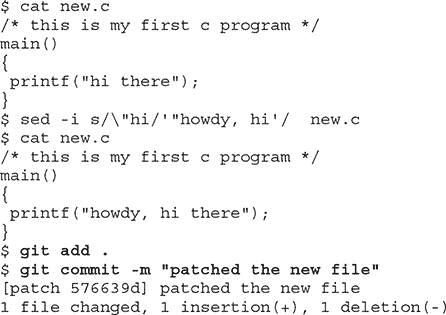 $ cat new.c
/* this is my first c program */
main()
{
 printf("hi there");
}
$ sed -i s/\"hi/'"howdy, hi'/  new.c
$ cat new.c
/* this is my first c program */
main()
{
 printf("howdy, hi there");
}
$ git add .
$ git commit -m "patched the new file"
[patch 576639d] patched the new file
1 file changed, 1 insertion(+), 1 deletion(-)